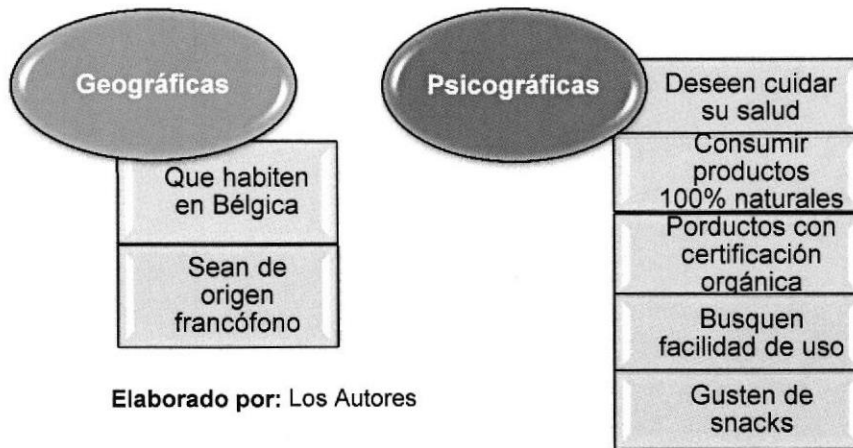 Geográficas
Que habiten
en Bélgica
Sean de
origen
francófono
Psicográficas
Deseen cuidar
su salud
Consumir
productos
100% naturales
Porductos con
certificación
orgánica
Busquen
facilidad de uso
Gusten de
snacks
Elaborado por: Los Autores